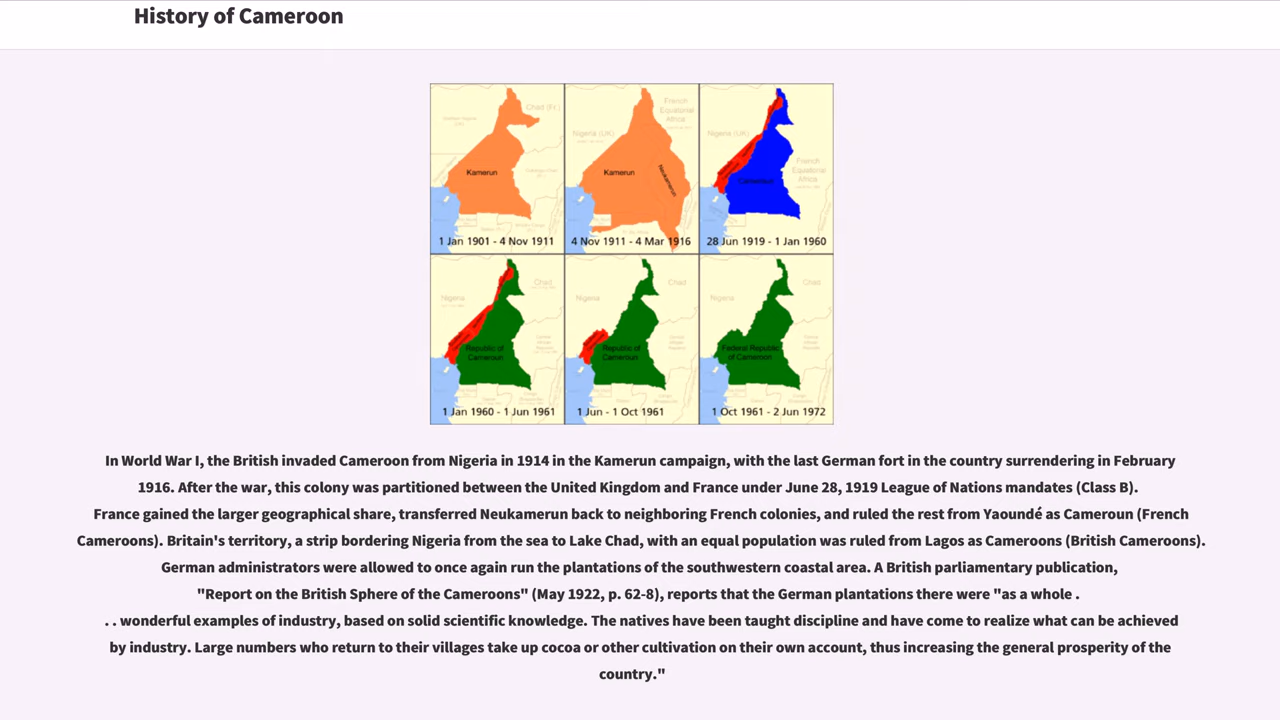 History of Cameroon
Kamerun
1 Jan 1901 - 4 Nov 1911
Nigeria (UK)
French
Equatorial
Africa
Kamerun
Neukamerun
4 Nov 1911 - 4 Mar 1916
Nigeria (UK)
French
Equatorial
Africa
28 Jun 1919 - 1 Jan 1960
Nigeria
Chad
Republic of
Cameroon
1 Jan 1960 - 1 Jun 1961
Nigeria
Chad
Republic of
Cameroon
1 Jun - 1 Oct 1961
Nigeria
Chad
Federal Republic
of Cameroon
1 Oct 1961 - 2 Jun 1972
In World War I, the British invaded Cameroon from Nigeria in 1914 in the Kamerun campaign, with the last German fort in the country surrendering in February
1916. After the war, this colony was partitioned between the United Kingdom and France under June 28, 1919 League of Nations mandates (Class B).
France gained the larger geographical share, transferred Neukamerun back to neighboring French colonies, and ruled the rest from Yaoundé as Cameroun (French
Cameroons). Britain's territory, a strip bordering Nigeria from the sea to Lake Chad, with an equal population was ruled from Lagos as Cameroons (British Cameroons).
German administrators were allowed to once again run the plantations of the southwestern coastal area. A British parliamentary publication,
"Report on the British Sphere of the Cameroons" (May 1922, p. 62-8), reports that the German plantations there were "as a whole .
. . wonderful examples of industry, based on solid scientific knowledge. The natives have been taught discipline and have come to realize what can be achieved
by industry. Large numbers who return to their villages take up cocoa or other cultivation on their own account, thus increasing the general prosperity of the
country."